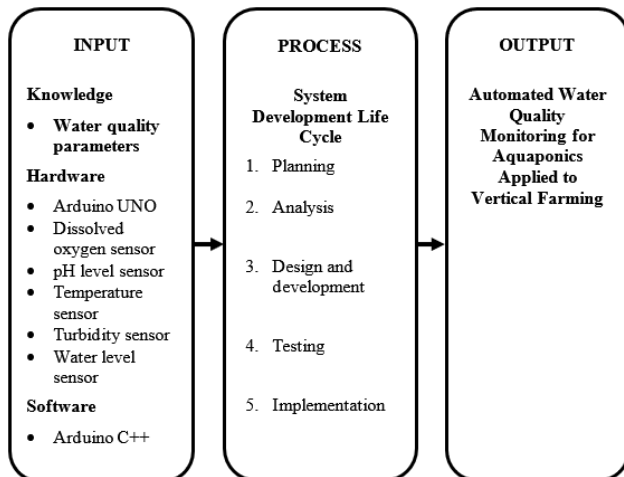 INPUT
Knowledge
• Water quality
parameters
Hardware
• Arduino UNO
• Dissolved
oxygen sensor
• pH level sensor
• Temperature
sensor
• Turbidity sensor
• Water level
sensor
Software
• Arduino C++
PROCESS
System
Development Life
Cycle
1. Planning
2. Analysis
3. Design and
development
4. Testing
5. Implementation
OUTPUT
Automated Water
Quality
Monitoring for
Aquaponics
Applied to
Vertical Farming